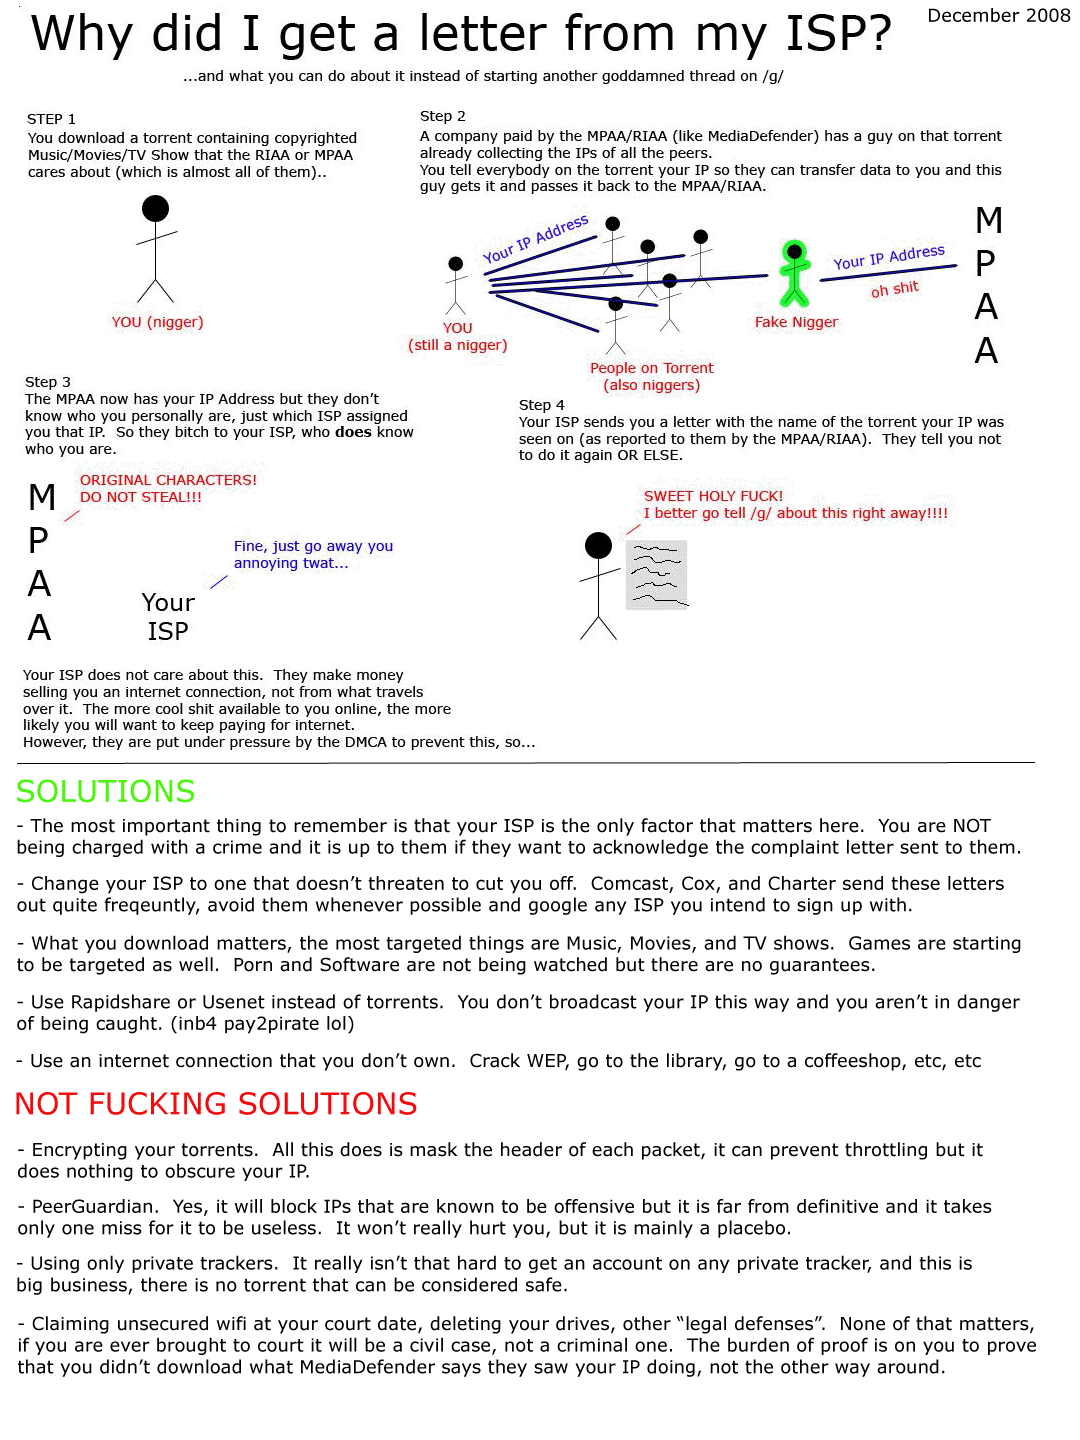 Why did I get a letter from my ISP?
December 2008
...and what you can do about it instead of starting another goddamned thread on /g/
STEP 1
You download a torrent containing copyrighted
Music/Movies/TV Show that the RIAA or MPAA
cares about (which is almost all of them)..
YOU (nigger)
Step 2
A company paid by the MPAA/RIAA (like MediaDefender) has a guy on that torrent
already collecting the IPs of all the peers.
You tell everybody on the torrent your IP so they can transfer data to you and this
guy gets it and passes it back to the MPAA/RIAA.
Your IP Address
YOU
(still a nigger)
People on Torrent
(also niggers)
Fake Nigger
Your IP Address
oh shit
M
P
A
A
Step 3
The MPAA now has your IP Address but they don't
know who you personally are, just which ISP assigned
you that IP.  So they bitch to your ISP, who does know
who you are.
ORIGINAL CHARACTERS!
DO NOT STEAL!!!
M
P
A
A
Fine, just go away you
annoying twat...
Your
ISP
Step 4
Your ISP sends you a letter with the name of the torrent your IP was
seen on (as reported to them by the MPAA/RIAA).  They tell you not
to do it again OR ELSE.
SWEET HOLY FUCK!
I better go tell /g/ about this right away!!!!
Your ISP does not care about this.  They make money
selling you an internet connection, not from what travels
over it.  The more cool shit available to you online, the more
likely you will want to keep paying for internet.
However, they are put under pressure by the DMCA to prevent this, so...
SOLUTIONS
- The most important thing to remember is that your ISP is the only factor that matters here.  You are NOT
being charged with a crime and it is up to them if they want to acknowledge the complaint letter sent to them.
- Change your ISP to one that doesn't threaten to cut you off.  Comcast, Cox, and Charter send these letters
out quite freqeuntly, avoid them whenever possible and google any ISP you intend to sign up with.
- What you download matters, the most targeted things are Music, Movies, and TV shows.  Games are starting
to be targeted as well.  Porn and Software are not being watched but there are no guarantees.
- Use Rapidshare or Usenet instead of torrents.  You don't broadcast your IP this way and you aren't in danger
of being caught. (inb4 pay2pirate lol)
- Use an internet connection that you don't own.  Crack WEP, go to the library, go to a coffeeshop, etc, etc
NOT FUCKING SOLUTIONS
- Encrypting your torrents.  All this does is mask the header of each packet, it can prevent throttling but it
does nothing to obscure your IP.
- PeerGuardian.  Yes, it will block IPs that are known to be offensive but it is far from definitive and it takes
only one miss for it to be useless.  It won't really hurt you, but it is mainly a placebo.
- Using only private trackers.  It really isn't that hard to get an account on any private tracker, and this is
big business, there is no torrent that can be considered safe.
- Claiming unsecured wifi at your court date, deleting your drives, other "legal defenses".  None of that matters,
if you are ever brought to court it will be a civil case, not a criminal one.  The burden of proof is on you to prove
that you didn't download what MediaDefender says they saw your IP doing, not the other way around.